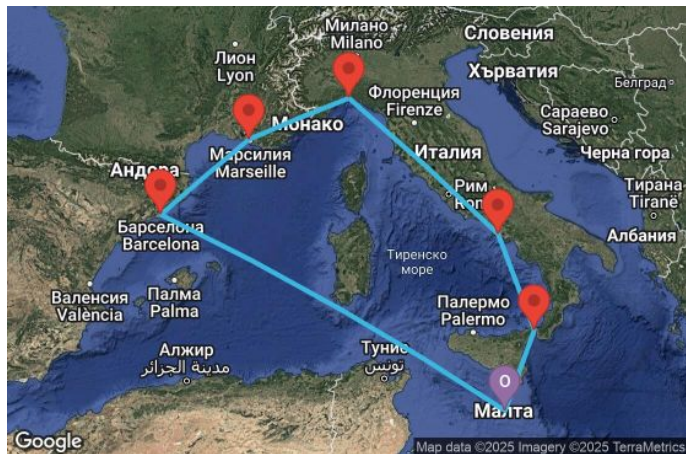 Милано
Milano
Словения
Лион
Lyon
Хърватия
Белград
Флоренция
Firenze
Монако
Сараево
Sarajevo
Марсилия
Marseille
Италия
Черна гора
Андора
Рим
Тирана
Tiranë
Барселона
Barcelona
Албания
Тиренско
море
Валенсия
València
Палма
Palma
Палермо
Palermo
Алжир
مدينة الجزائر
Тунис
تونس
O
Малта
Google
Map data ©2025 Imagery ©2025 TerraMetrics